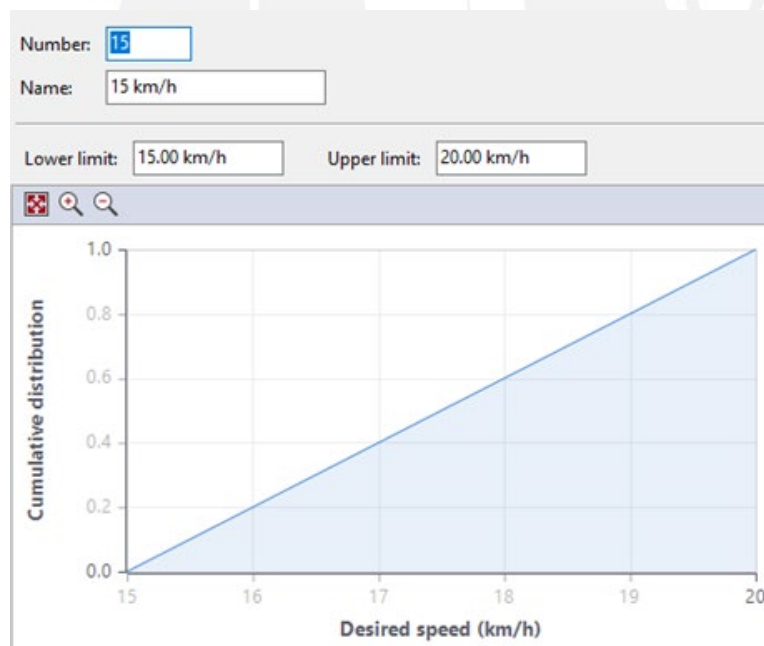 Number: 15
Name: 15 km/h
Lower limit: 15.00 km/h Upper limit: 20.00 km/h
1.0
0.8
0.6
0.4
0.2
0.0
Cumulative distribution
15 16 17 18 19 20
Desired speed (km/h)